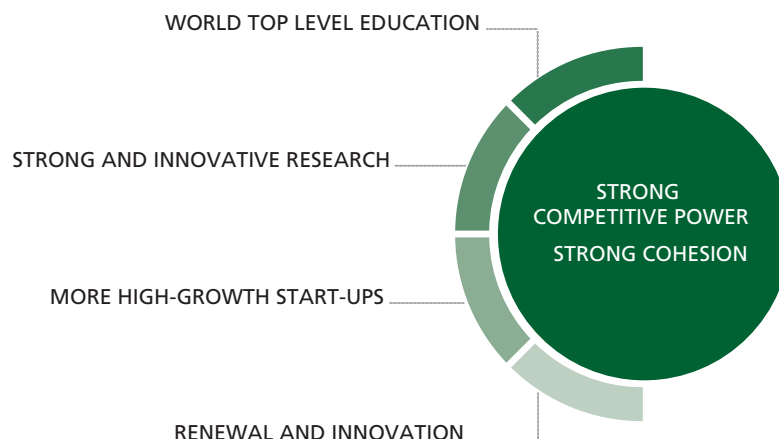 WORLD TOP LEVEL EDUCATION
STRONG AND INNOVATIVE RESEARCH
STRONG
COMPETITIVE POWER
STRONG COHESION
MORE HIGH-GROWTH START-UPS
RENEWAL AND INNOVATION